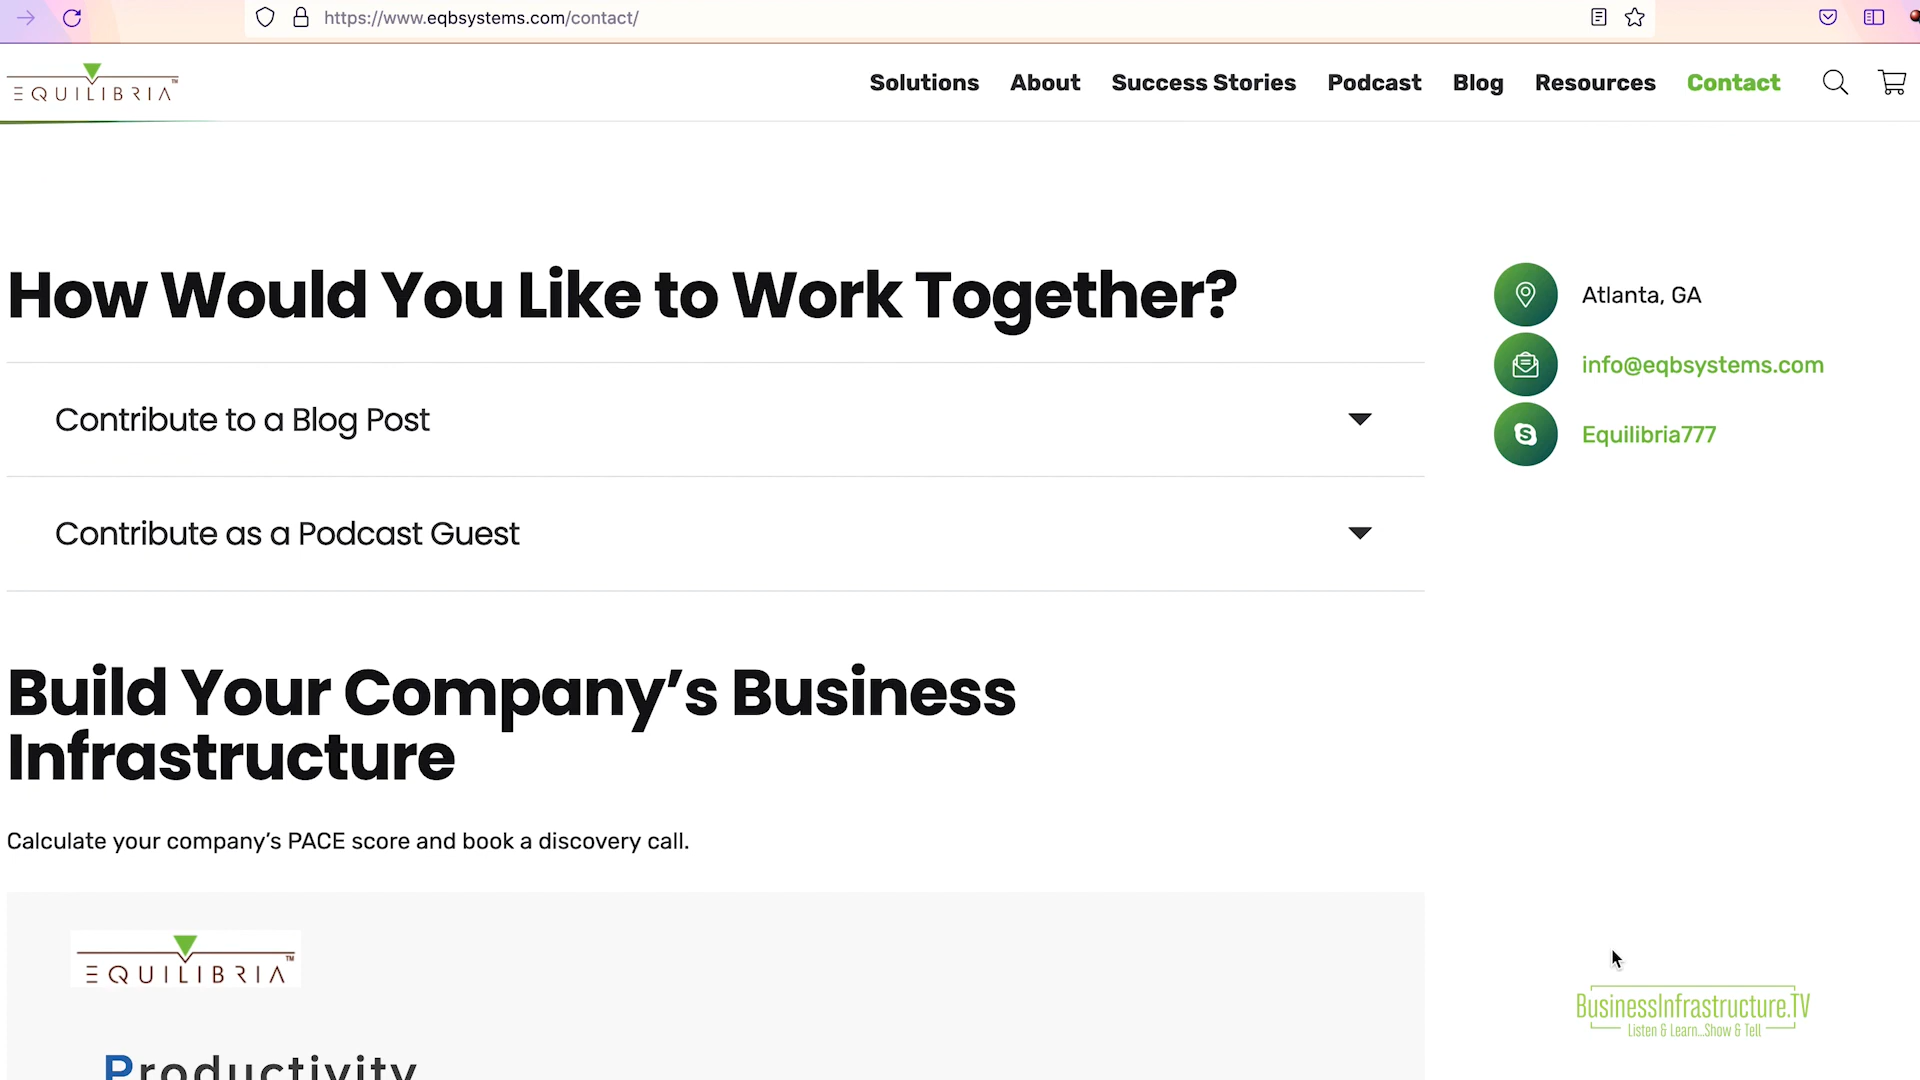 https://www.eqbsystems.com/contact/
EQUILIBRIA TM
Solutions About Success Stories Podcast Blog Resources Contact
How Would You Like to Work Together?
Atlanta, GA
info@eqbsystems.com
Equilibria777
Contribute to a Blog Post
Contribute as a Podcast Guest
Build Your Company’s Business
Infrastructure
Calculate your company’s PACE score and book a discovery call.
EQUILIBRIA TM
Productivity
BusinessInfrastructure.TV
Listen & Learn...Show & Tell